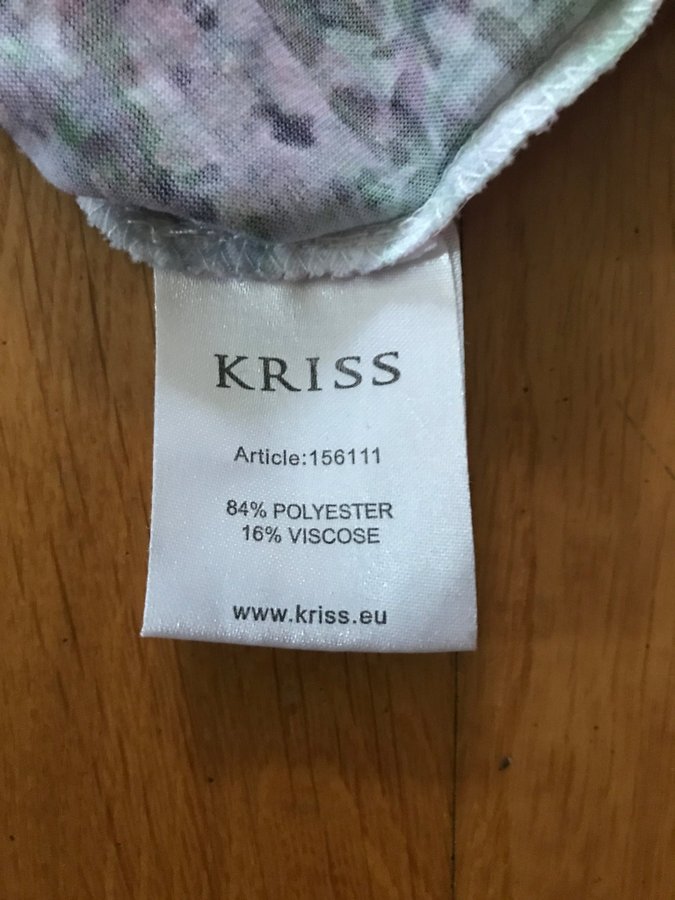 KRISS
Article:156111
84% POLYESTER
16% VISCOSE
www.kriss.eu